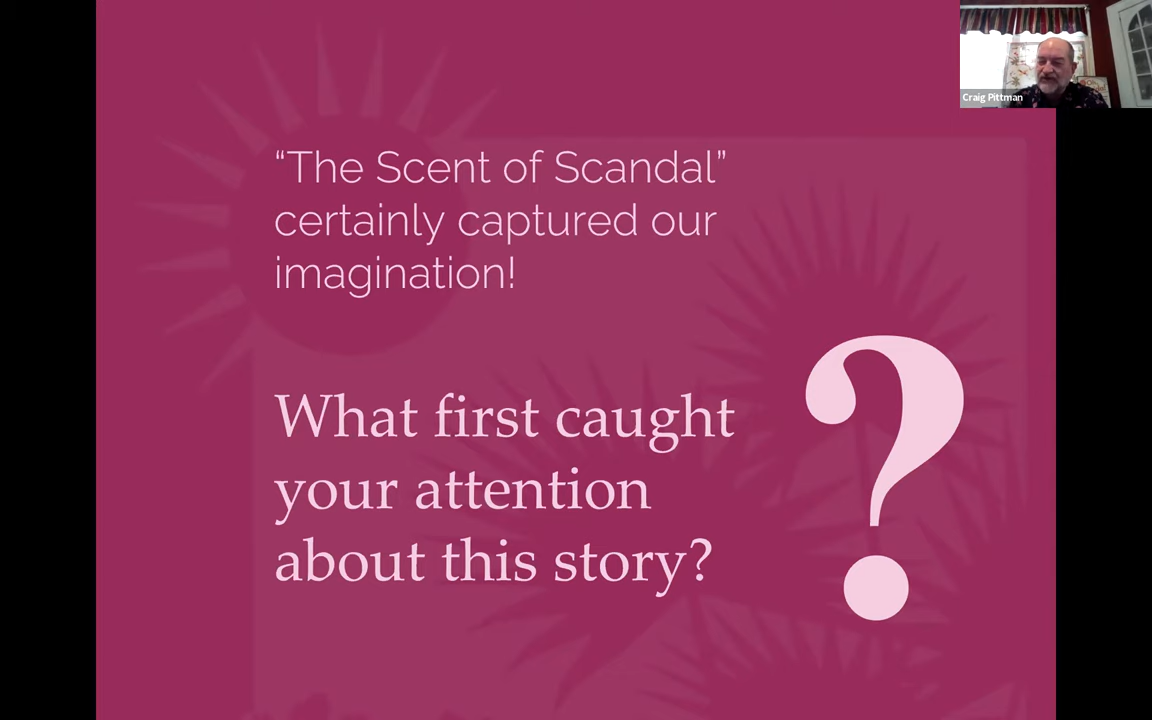 “The Scent of Scandal”
certainly captured our
imagination!
What first caught
your attention
about this story?
?
Craig Pittman